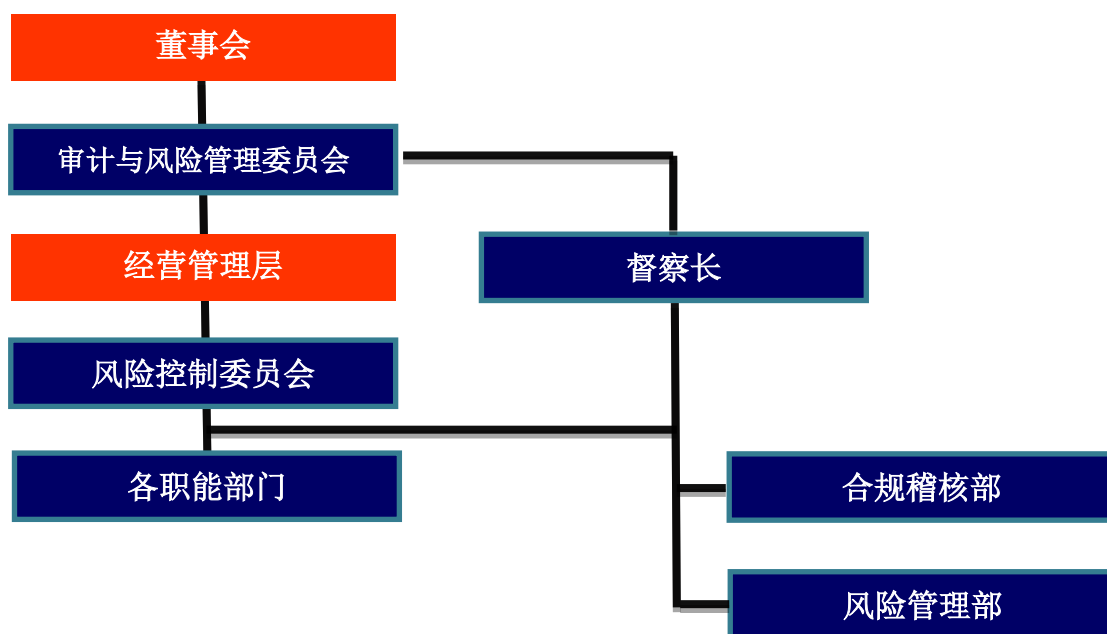 董事会
审计与风险管理委员会
经营管理层
督察长
风险控制委员会
各职能部门
合规稽核部
风险管理部